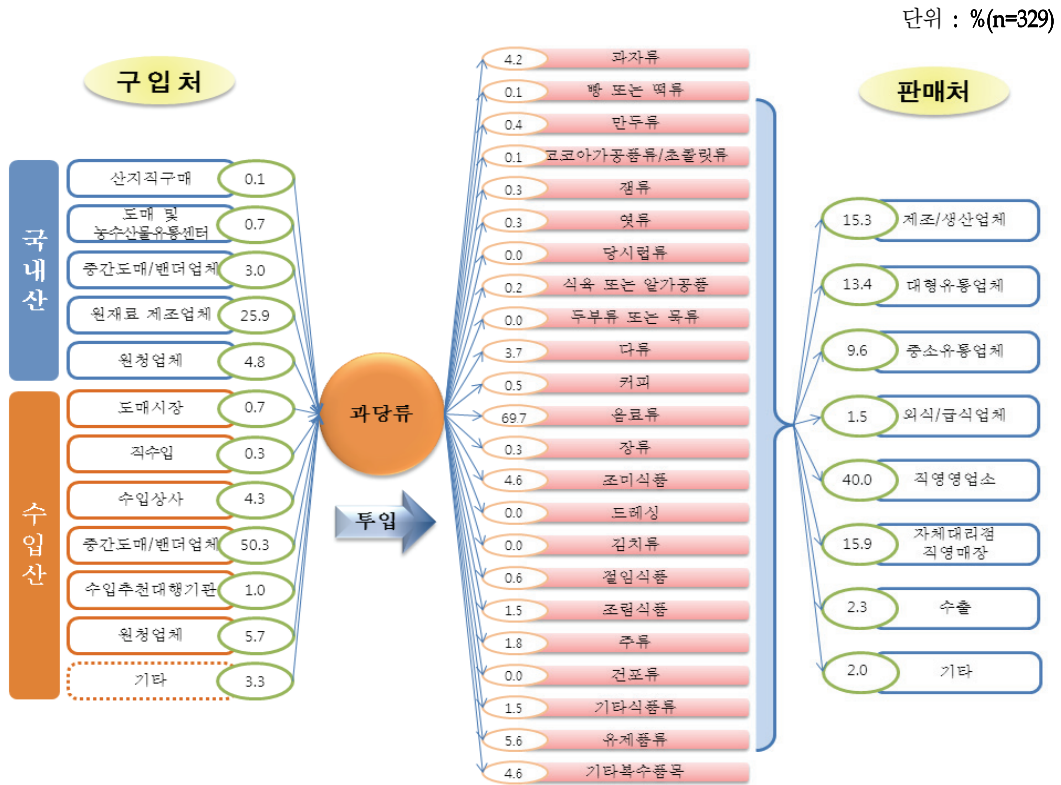 단위 : %(n=329)
구입처
국내산
산지직구매 0.1
도매 및
농수산물유통센터 0.7
중간도매/밴더업체 3.0
원재료 제조업체 25.9
원청업체 4.8
수입산
도매시장 0.7
직수입 0.3
수입상사 4.3
중간도매/밴더업체 50.3
수입추천대행기관 1.0
원청업체 5.7
기타 3.3
과당류
투입
4.2 과자류
0.1 빵 또는 떡류
0.4 만두류
0.1 코코아가공품류/초콜릿류
0.3 잼류
0.3 엿류
0.0 당시럽류
0.2 식육 또는 알가공품
0.0 두부류 또는 묵류
3.7 다류
0.5 커피
69.7 음료류
0.3 장류
4.6 조미식품
0.0 드레싱
0.0 김치류
0.6 절임식품
1.5 조림식품
1.8 주류
0.0 건포류
1.5 기타식품류
5.6 유제품류
4.6 기타복수품목
판매처
15.3 제조/생산업체
13.4 대형유통업체
9.6 중소유통업체
1.5 외식/급식업체
40.0 직영영업소
15.9 자체대리점
직영매장
2.3 수출
2.0 기타